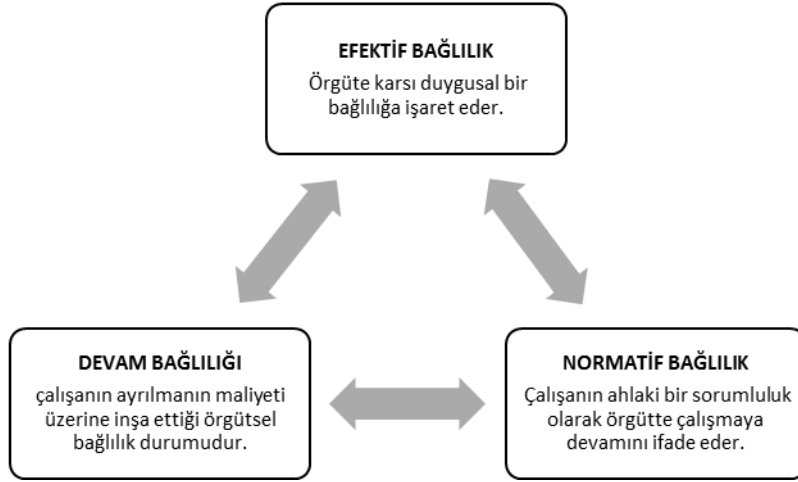 EFEKTİF BAĞLILIK
Örgüte karsı duygusal bir
bağlılığa işaret eder.
DEVAM BAĞLILIĞI
çalışanın ayrılmanın maliyeti
üzerine inşa ettiği örgütsel
bağlılık durumudur.
NORMATİF BAĞLILIK
Çalışanın ahlaki bir sorumluluk
olarak örgütte çalışmaya
devamını ifade eder.